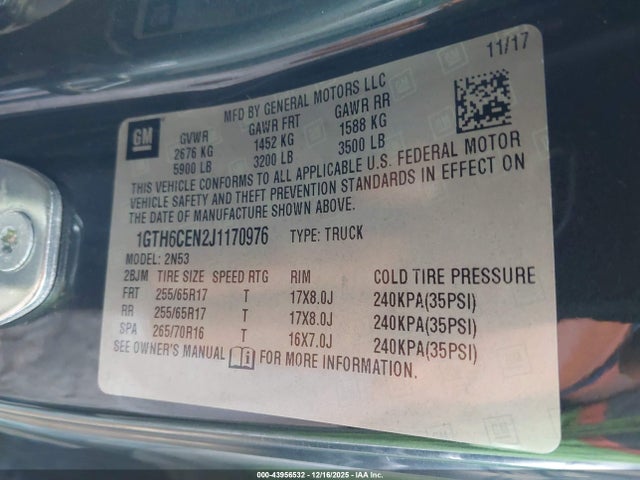 11/17
GM
MFD BY GENERAL MOTORS LLC
GVWR GAWR FRT GAWR RR
2676 KG 1452 KG 1588 KG
5900 LB 3200 LB 3500 LB
THIS VEHICLE CONFORMS TO ALL APPLICABLE U.S. FEDERAL MOTOR
VEHICLE SAFETY AND THEFT PREVENTION STANDARDS IN EFFECT ON
THE DATE OF MANUFACTURE SHOWN ABOVE.
1GTH6CEN2J1170976 TYPE: TRUCK
MODEL: 2N53
2BJM TIRE SIZE SPEED RTG RIM COLD TIRE PRESSURE
FRT 255/65R17 T 17X8.0J 240KPA(35PSI)
RR 255/65R17 T 17X8.0J 240KPA(35PSI)
SPA 265/70R16 T 16X7.0J 240KPA(35PSI)
SEE OWNER'S MANUAL FOR MORE INFORMATION.
000-43956532 - 12/16/2025 - IAA Inc.